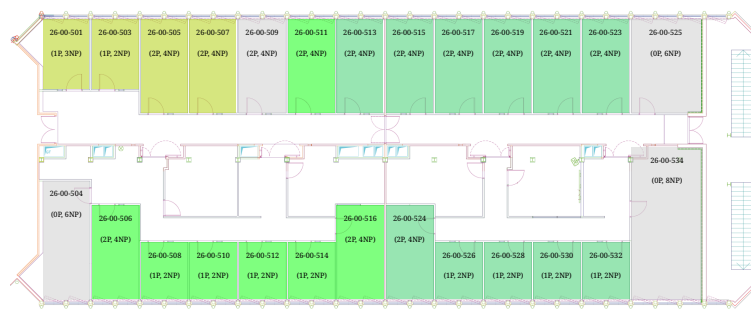 26-00-501 26-00-503 26-00-505 26-00-507 26-00-509 26-00-511 26-00-513 26-00-515 26-00-517 26-00-519 26-00-521 26-00-523 26-00-525
(1P, 3NP) (1P, 2NP) (2P, 4NP) (2P, 4NP) (2P, 4NP) (2P, 4NP) (2P, 4NP) (2P, 4NP) (2P, 4NP) (2P, 4NP) (2P, 4NP) (2P, 4NP) (0P, 6NP)
26-00-534
(0P, 8NP)
26-00-504
(0P, 6NP)
26-00-506 26-00-516 26-00-524
(2P, 4NP) (2P, 4NP) (2P, 4NP)
26-00-508 26-00-510 26-00-512 26-00-514 26-00-526 26-00-528 26-00-530 26-00-532
(1P, 2NP) (1P, 2NP) (1P, 2NP) (1P, 2NP) (1P, 2NP) (1P, 2NP) (1P, 2NP) (1P, 2NP)